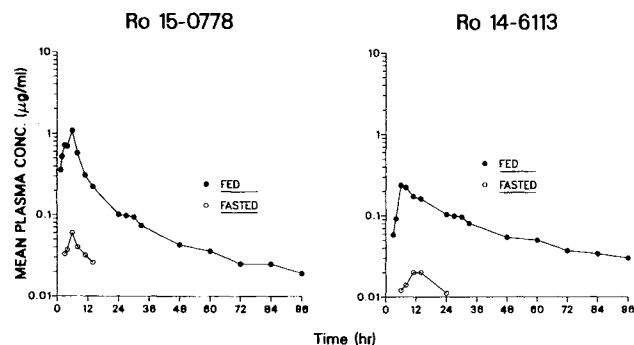 Ro 15-0778
Ro 14-6113
MEAN PLASMA CONC. (μg/ml)
10
1
0.1
0.01
FED
FASTED
0 12 24 36 48 60 72 84 96
10
1
0.1
0.01
FED
FASTED
0 12 24 36 48 60 72 84 96
Time (hr)